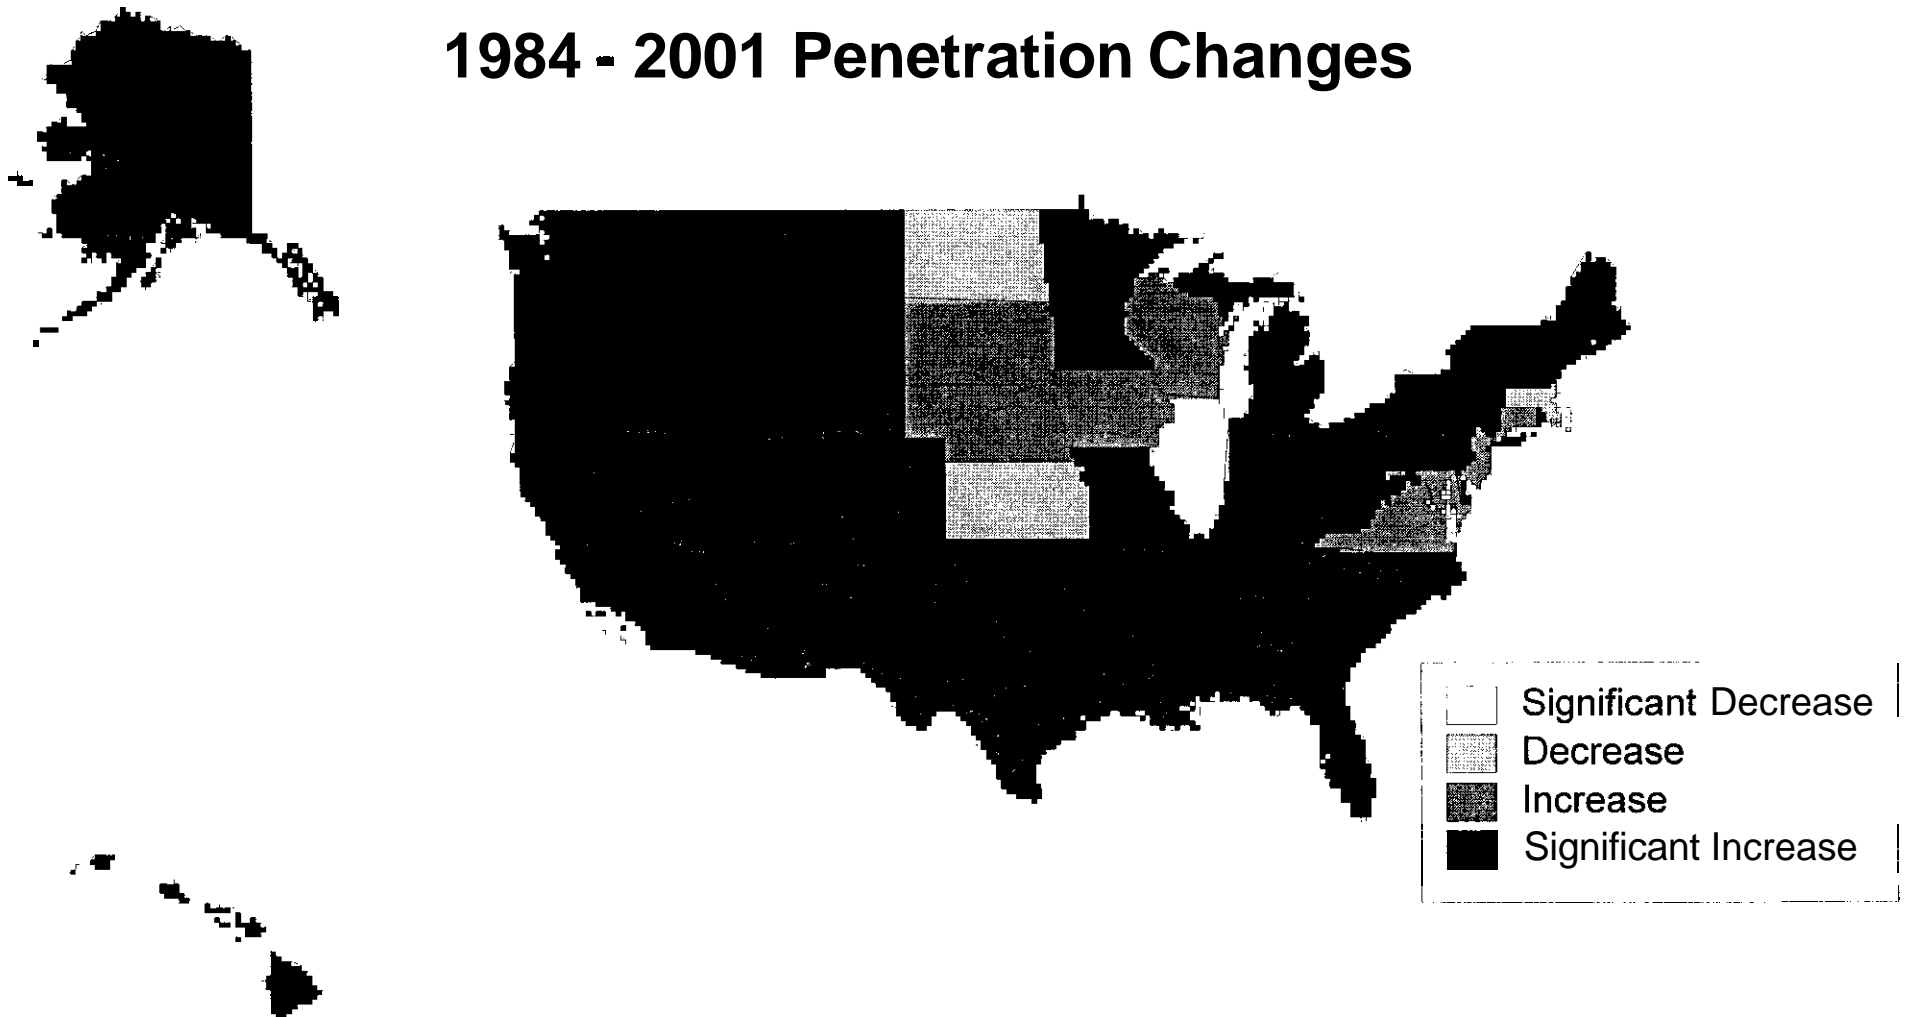 1984 - 2001 Penetration Changes
Significant Decrease
Decrease
Increase
Significant Increase